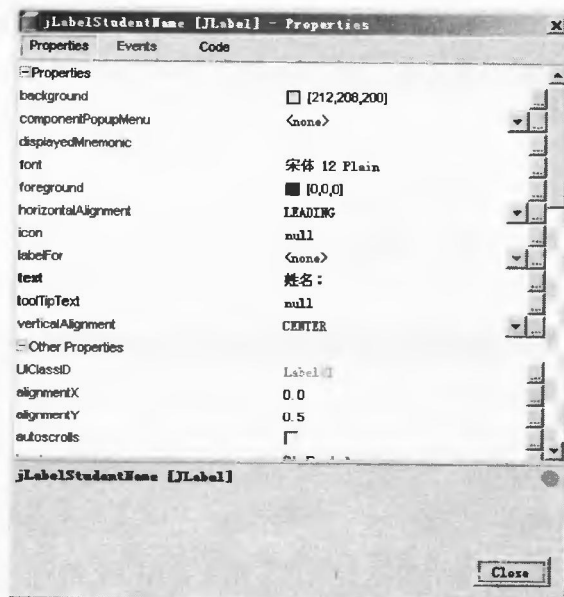 jLabelStudentName [JLabel] - Properties
Properties Events Code
Properties
background [212,208,200]
componentPopupMenu <none>
displayedMnemonic
font 宋体 12 Plain
foreground [0,0,0]
horizontalAlignment LEADING
icon null
labelFor <none>
text 姓名：
toolTipText null
verticalAlignment CENTER
Other Properties
UIClassID
alignmentX 0.0
alignmentY 0.5
autoscrolls
jLabelStudentName [JLabel]
Close